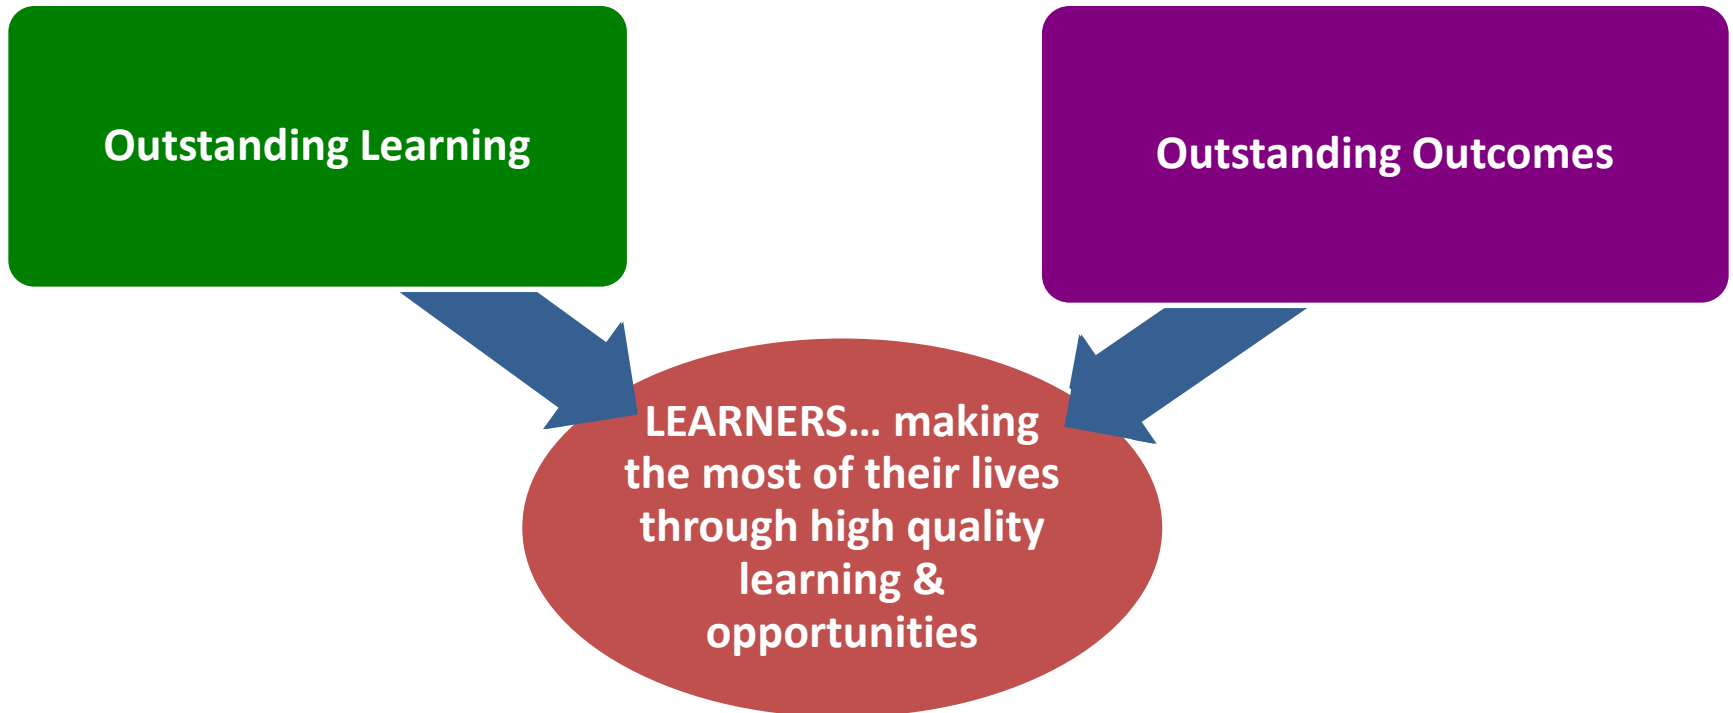 Outstanding Learning
Outstanding Outcomes
LEARNERS... making
the most of their lives
through high quality
learning &
opportunities